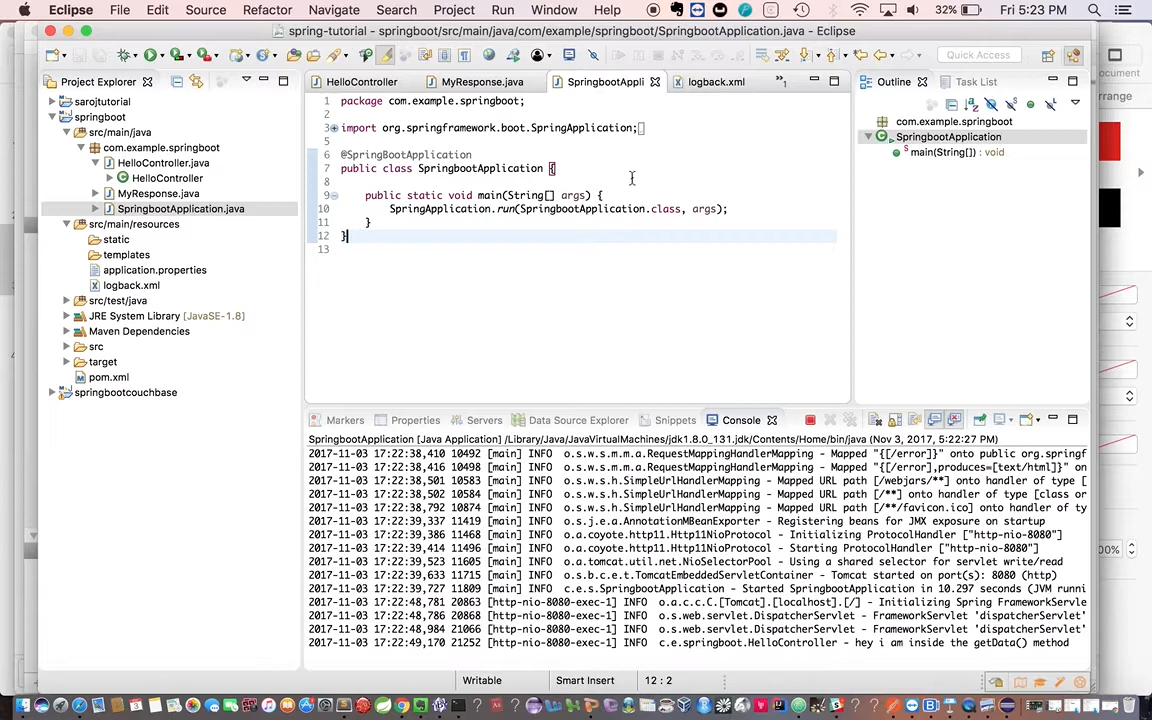 Eclipse File Edit Source Refactor Navigate Search Project Run Window Help 32% Fri 5:23 PM
spring-tutorial - springboot/src/main/java/com/example/springboot/SpringbootApplication.java - Eclipse
Quick Access
Project Explorer
sarojtutorial
springboot
src/main/java
com.example.springboot
HelloController.java
HelloController
MyResponse.java
SpringbootApplication.java
src/main/resources
static
templates
application.properties
logback.xml
src/test/java
JRE System Library [JavaSE-1.8]
Maven Dependencies
src
target
pom.xml
springbootcouchbase
HelloController MyResponse.java SpringbootAppli logback.xml »1
1 package com.example.springboot;
2
3 import org.springframework.boot.SpringApplication;
5
6 @SpringBootApplication
7 public class SpringbootApplication {
8
9 public static void main(String[] args) {
10 SpringApplication.run(SpringbootApplication.class, args);
11 }
12 }
13
Outline Task List
com.example.springboot
SpringbootApplication
main(String[]) : void
ocument
rrange
00%
Markers Properties Servers Data Source Explorer Snippets Console
SpringbootApplication [Java Application] /Library/Java/JavaVirtualMachines/jdk1.8.0_131.jdk/Contents/Home/bin/java (Nov 3, 2017, 5:22:27 PM)
2017-11-03 17:22:38,410 10492 [main] INFO o.s.w.s.m.m.a.RequestMappingHandlerMapping - Mapped "{[/error]}" onto public org.springf
2017-11-03 17:22:38,416 10498 [main] INFO o.s.w.s.m.m.a.RequestMappingHandlerMapping - Mapped "{[/error],produces=[text/html]}" on
2017-11-03 17:22:38,501 10583 [main] INFO o.s.w.s.h.SimpleUrlHandlerMapping - Mapped URL path [/webjars/**] onto handler of type [
2017-11-03 17:22:38,502 10584 [main] INFO o.s.w.s.h.SimpleUrlHandlerMapping - Mapped URL path [/**] onto handler of type [class or
2017-11-03 17:22:38,792 10874 [main] INFO o.s.w.s.h.SimpleUrlHandlerMapping - Mapped URL path [/**/favicon.ico] onto handler of ty
2017-11-03 17:22:39,337 11419 [main] INFO o.s.j.e.a.AnnotationMBeanExporter - Registering beans for JMX exposure on startup
2017-11-03 17:22:39,386 11468 [main] INFO o.a.coyote.http11.Http11NioProtocol - Initializing ProtocolHandler ["http-nio-8080"]
2017-11-03 17:22:39,414 11496 [main] INFO o.a.coyote.http11.Http11NioProtocol - Starting ProtocolHandler ["http-nio-8080"]
2017-11-03 17:22:39,523 11605 [main] INFO o.a.tomcat.util.net.NioSelectorPool - Using a shared selector for servlet write/read
2017-11-03 17:22:39,633 11715 [main] INFO o.s.b.c.e.t.TomcatEmbeddedServletContainer - Tomcat started on port(s): 8080 (http)
2017-11-03 17:22:39,727 11809 [main] INFO c.e.s.SpringbootApplication - Started SpringbootApplication in 10.297 seconds (JVM runni
2017-11-03 17:22:48,781 20863 [http-nio-8080-exec-1] INFO o.a.c.c.C.[Tomcat].[localhost].[/] - Initializing Spring FrameworkServle
2017-11-03 17:22:48,786 20868 [http-nio-8080-exec-1] INFO o.s.web.servlet.DispatcherServlet - FrameworkServlet 'dispatcherServlet'
2017-11-03 17:22:48,984 21066 [http-nio-8080-exec-1] INFO o.s.web.servlet.DispatcherServlet - FrameworkServlet 'dispatcherServlet'
2017-11-03 17:22:49,170 21252 [http-nio-8080-exec-1] INFO c.e.springboot.HelloController - hey i am inside the getData() method
Writable Smart Insert 12 : 2